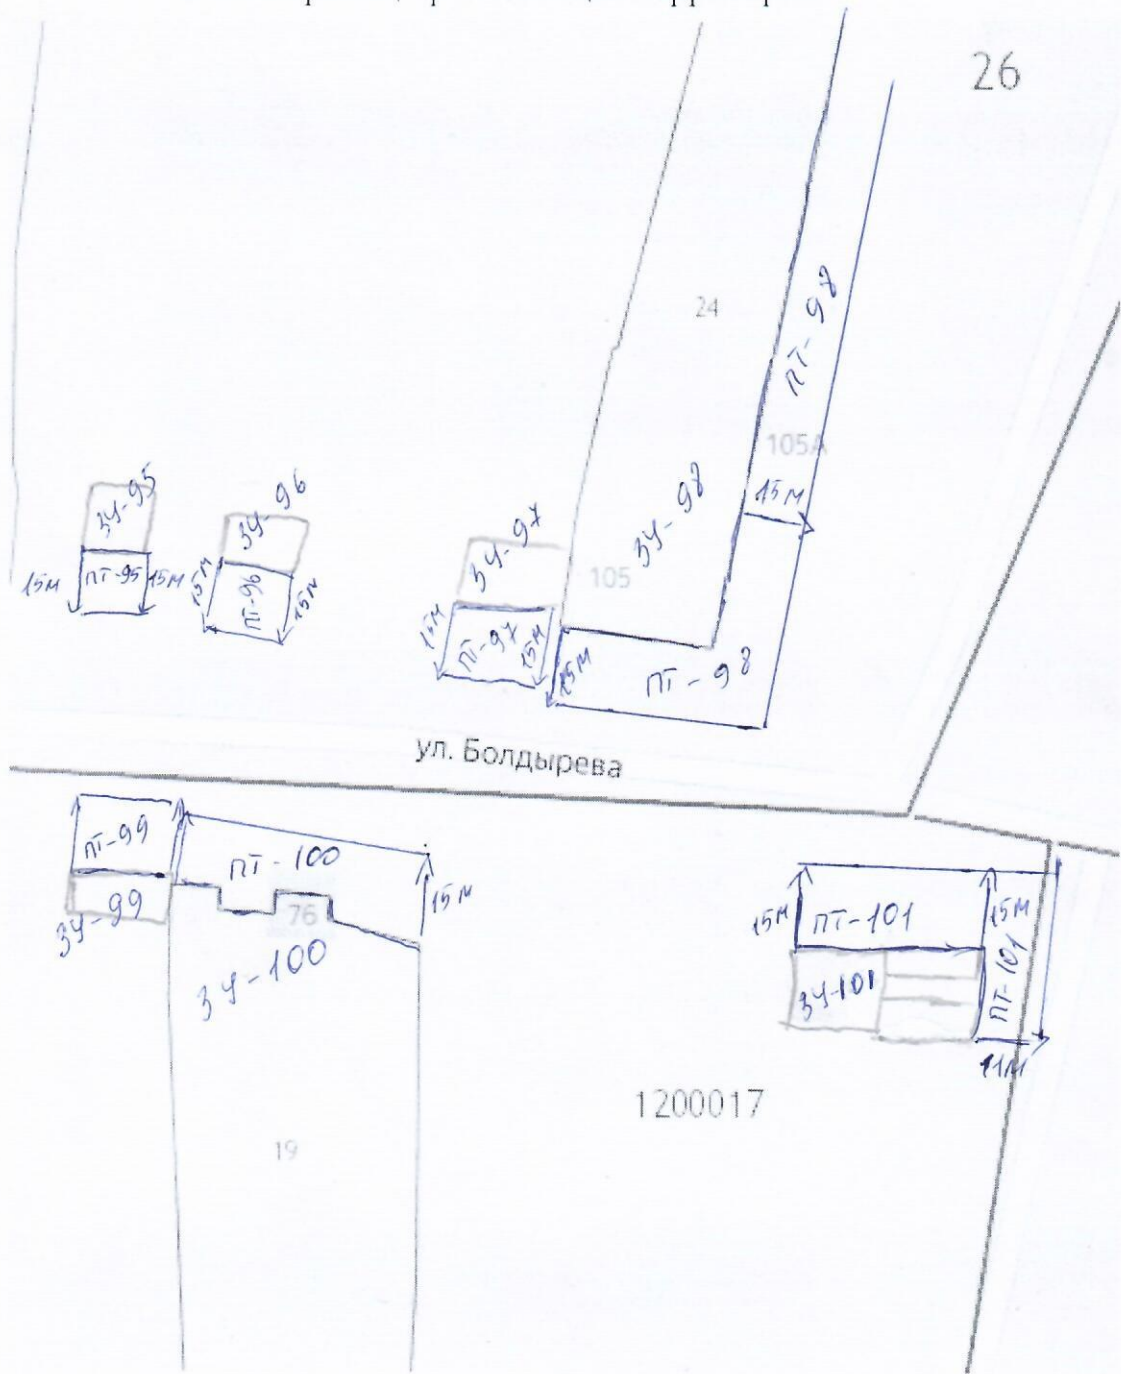 26
24
ПТ-98
105А
15м
ЗУ-98
105
ЗУ-95
ПТ-95
15м
15м
ЗУ-96
ПТ-96
15м
15м
ЗУ-97
ПТ-97
15м
15м
15м
ПТ-98
ул. Болдырева
ПТ-99
ЗУ-99
ПТ-100
76
15м
ЗУ-100
19
15м
ПТ-101
15м
ПТ-101
ЗУ-101
11м
1200017